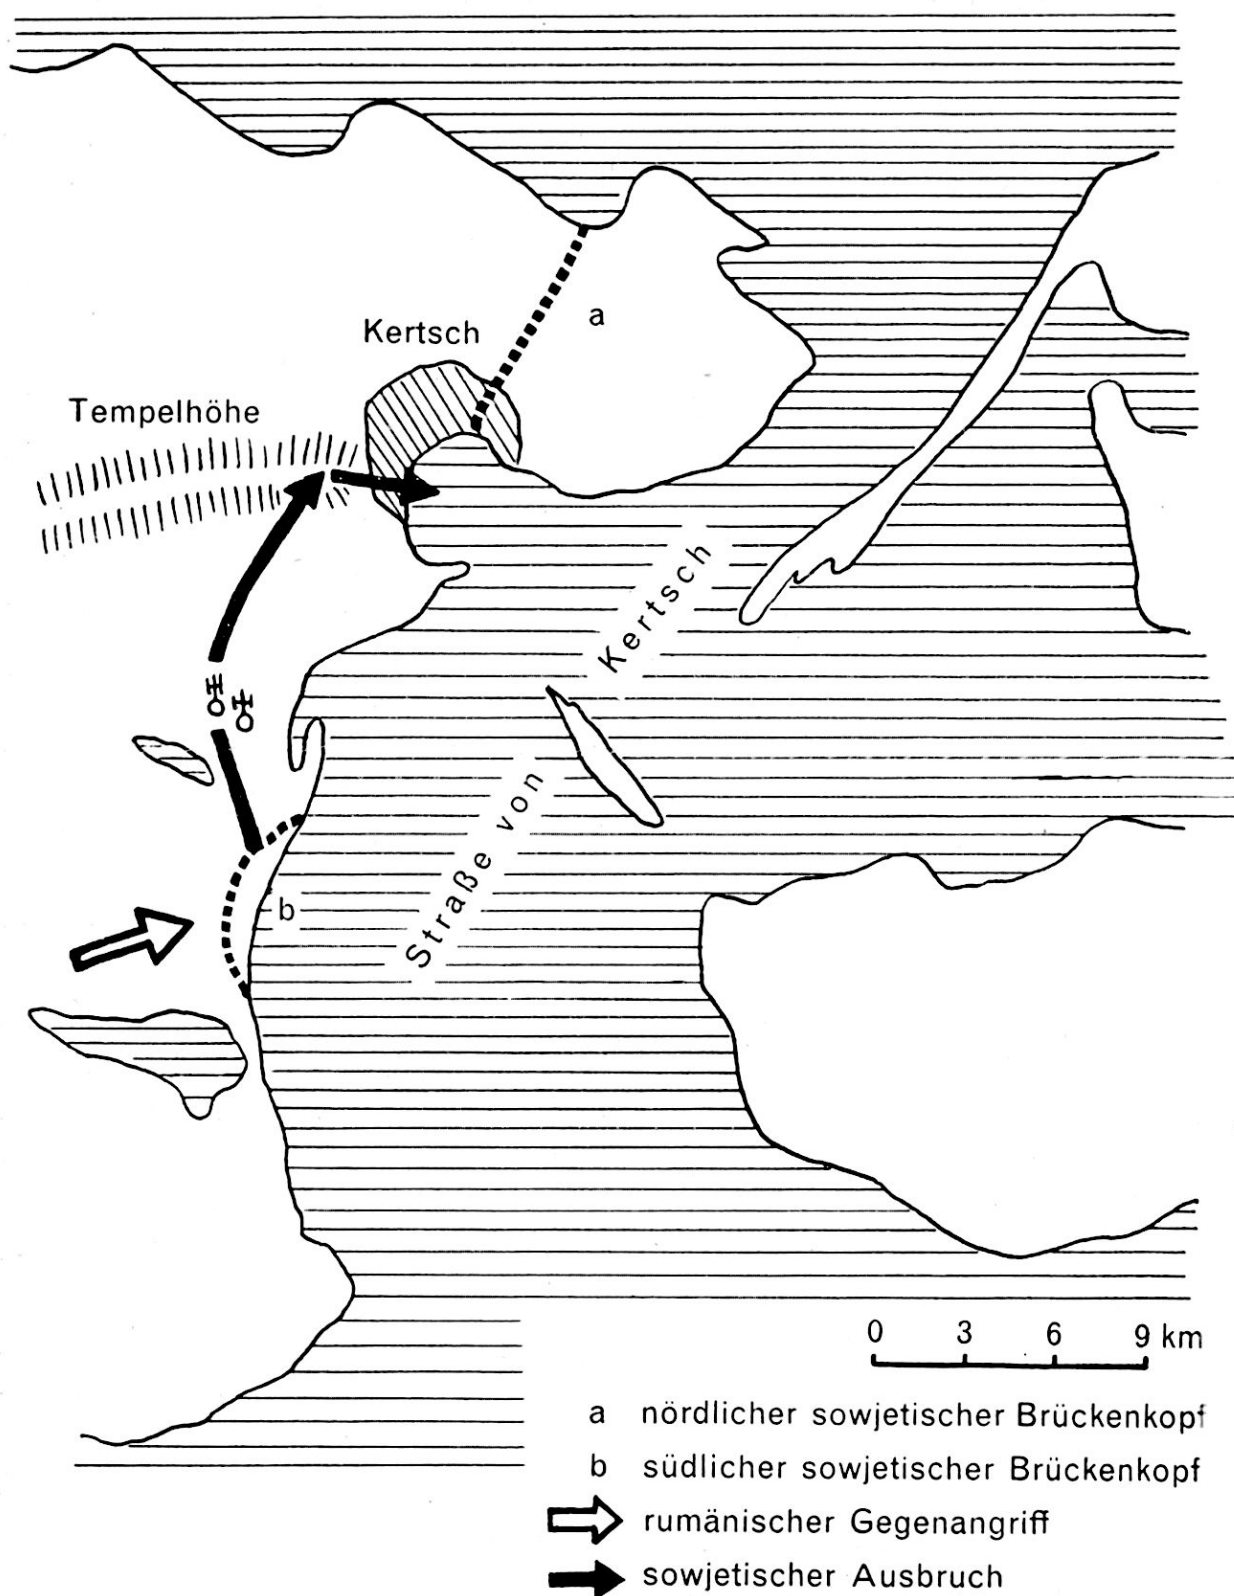 a
Kertsch
Tempelhöhe
Straße von Kertsch
b
0 3 6 9 km
a nördlicher sowjetischer Brückenkopf
b südlicher sowjetischer Brückenkopf
rumänischer Gegenangriff
sowjetischer Ausbruch